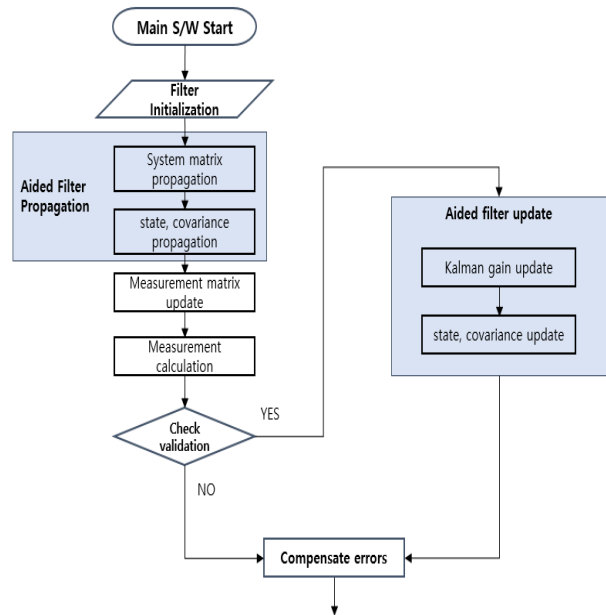 Main S/W Start
Filter
Initialization
Aided Filter
Propagation
System matrix
propagation
state, covariance
propagation
Measurement matrix
update
Measurement
calculation
Check
validation
YES
NO
Aided filter update
Kalman gain update
state, covariance update
Compensate errors